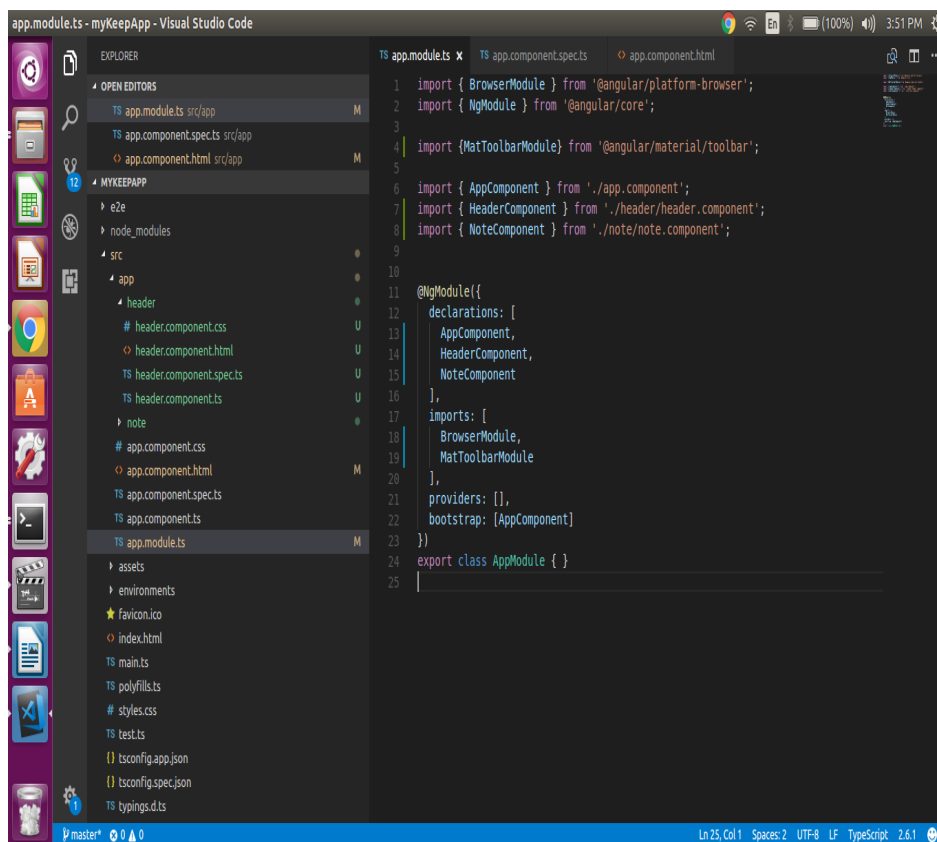 app.module.ts - myKeepApp - Visual Studio Code
En
(100%)
3:51 PM
EXPLORER
OPEN EDITORS
TS app.module.ts src/app M
TS app.component.spec.ts src/app
<> app.component.html src/app M
12
MYKEEPAPP
e2e
node_modules
src
app
header
# header.component.css U
<> header.component.html U
TS header.component.spec.ts U
TS header.component.ts U
note
# app.component.css
<> app.component.html M
TS app.component.spec.ts
TS app.component.ts
TS app.module.ts M
assets
environments
favicon.ico
<> index.html
TS main.ts
TS polyfills.ts
# styles.css
TS test.ts
{} tsconfig.app.json
{} tsconfig.spec.json
TS typings.d.ts
1
TS app.module.ts x TS app.component.spec.ts <> app.component.html
1 import { BrowserModule } from '@angular/platform-browser';
2 import { NgModule } from '@angular/core';
3
4 import {MatToolbarModule} from '@angular/material/toolbar';
5
6 import { AppComponent } from './app.component';
7 import { HeaderComponent } from './header/header.component';
8 import { NoteComponent } from './note/note.component';
9
10
11 @NgModule({
12 declarations: [
13 AppComponent,
14 HeaderComponent,
15 NoteComponent
16 ],
17 imports: [
18 BrowserModule,
19 MatToolbarModule
20 ],
21 providers: [],
22 bootstrap: [AppComponent]
23 })
24 export class AppModule { }
25
master* 0 0
Ln 25, Col 1 Spaces: 2 UTF-8 LF TypeScript 2.6.1